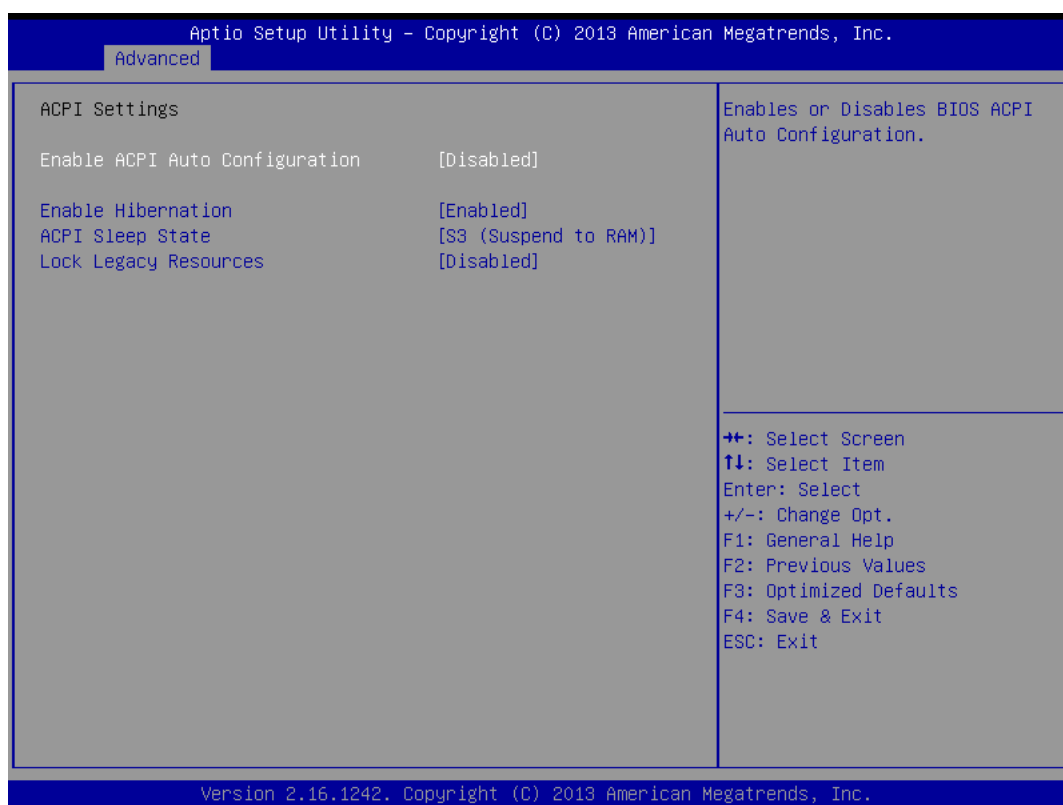 Aptio Setup Utility – Copyright (C) 2013 American Megatrends, Inc.
Advanced
ACPI Settings
Enable ACPI Auto Configuration [Disabled]
Enable Hibernation [Enabled]
ACPI Sleep State [S3 (Suspend to RAM)]
Lock Legacy Resources [Disabled]
Enables or Disables BIOS ACPI
Auto Configuration.
→←: Select Screen
↑↓: Select Item
Enter: Select
+/-: Change Opt.
F1: General Help
F2: Previous Values
F3: Optimized Defaults
F4: Save & Exit
ESC: Exit
Version 2.16.1242. Copyright (C) 2013 American Megatrends, Inc.